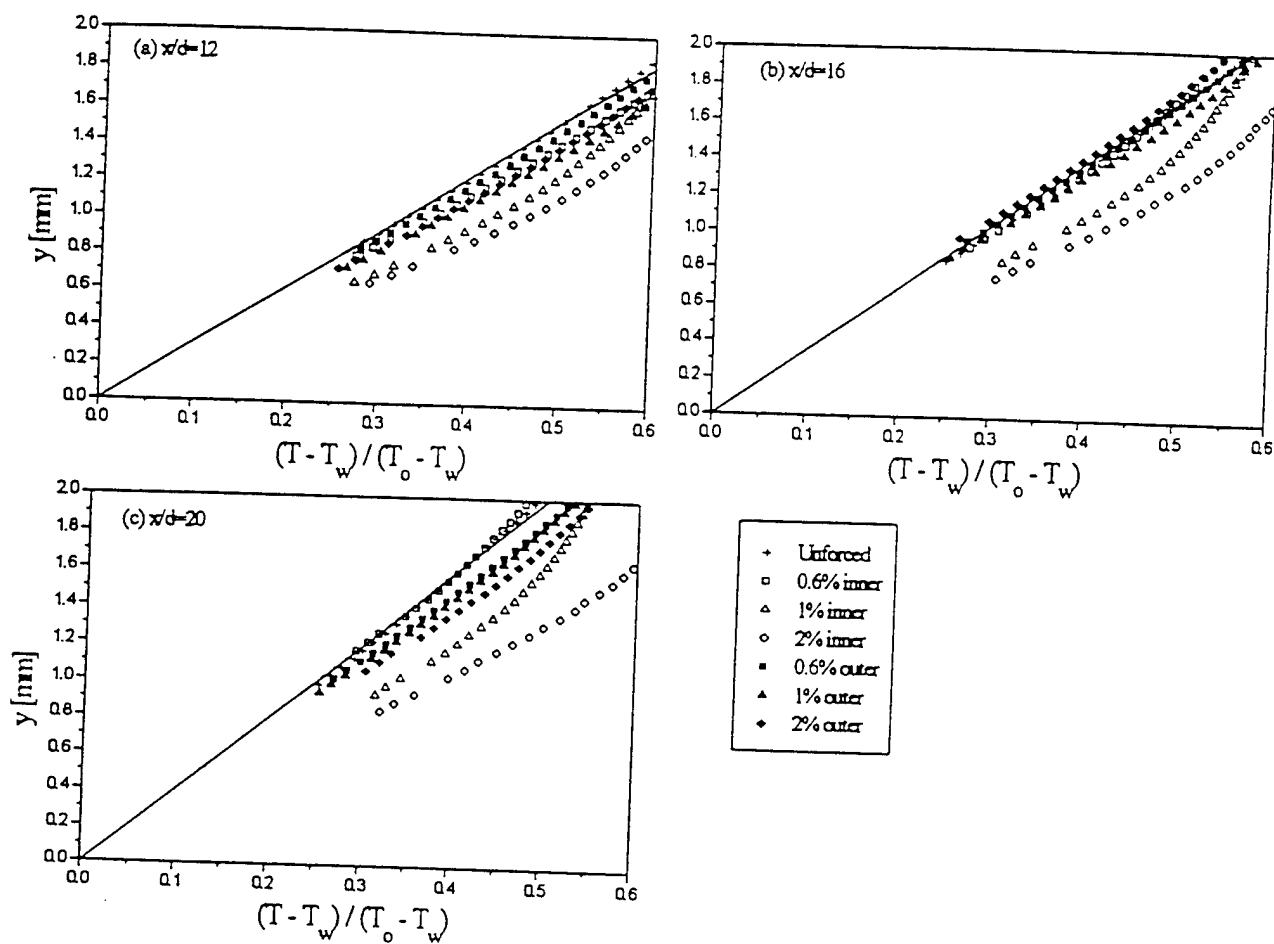 (a) x/d=12
y [mm]
2.0
1.8
1.6
1.4
1.2
1.0
0.8
0.6
0.4
0.2
0.0
0.0 0.2 0.3 0.4 0.5 0.6
(T - Tw) / (To - Tw)
(b) x/d=16
2.0
1.8
1.6
1.4
1.2
1.0
0.8
0.6
0.4
0.2
0.0
0.0 0.2 0.3 0.4 0.5 0.6
(T - Tw) / (To - Tw)
(c) x/d=20
y [mm]
2.0
1.8
1.6
1.4
1.2
1.0
0.8
0.6
0.4
0.2
0.0
0.0 0.2 0.3 0.4 0.5 0.6
(T - Tw) / (To - Tw)
Unforced
0.6% inner
1% inner
2% inner
0.6% outer
1% outer
2% outer